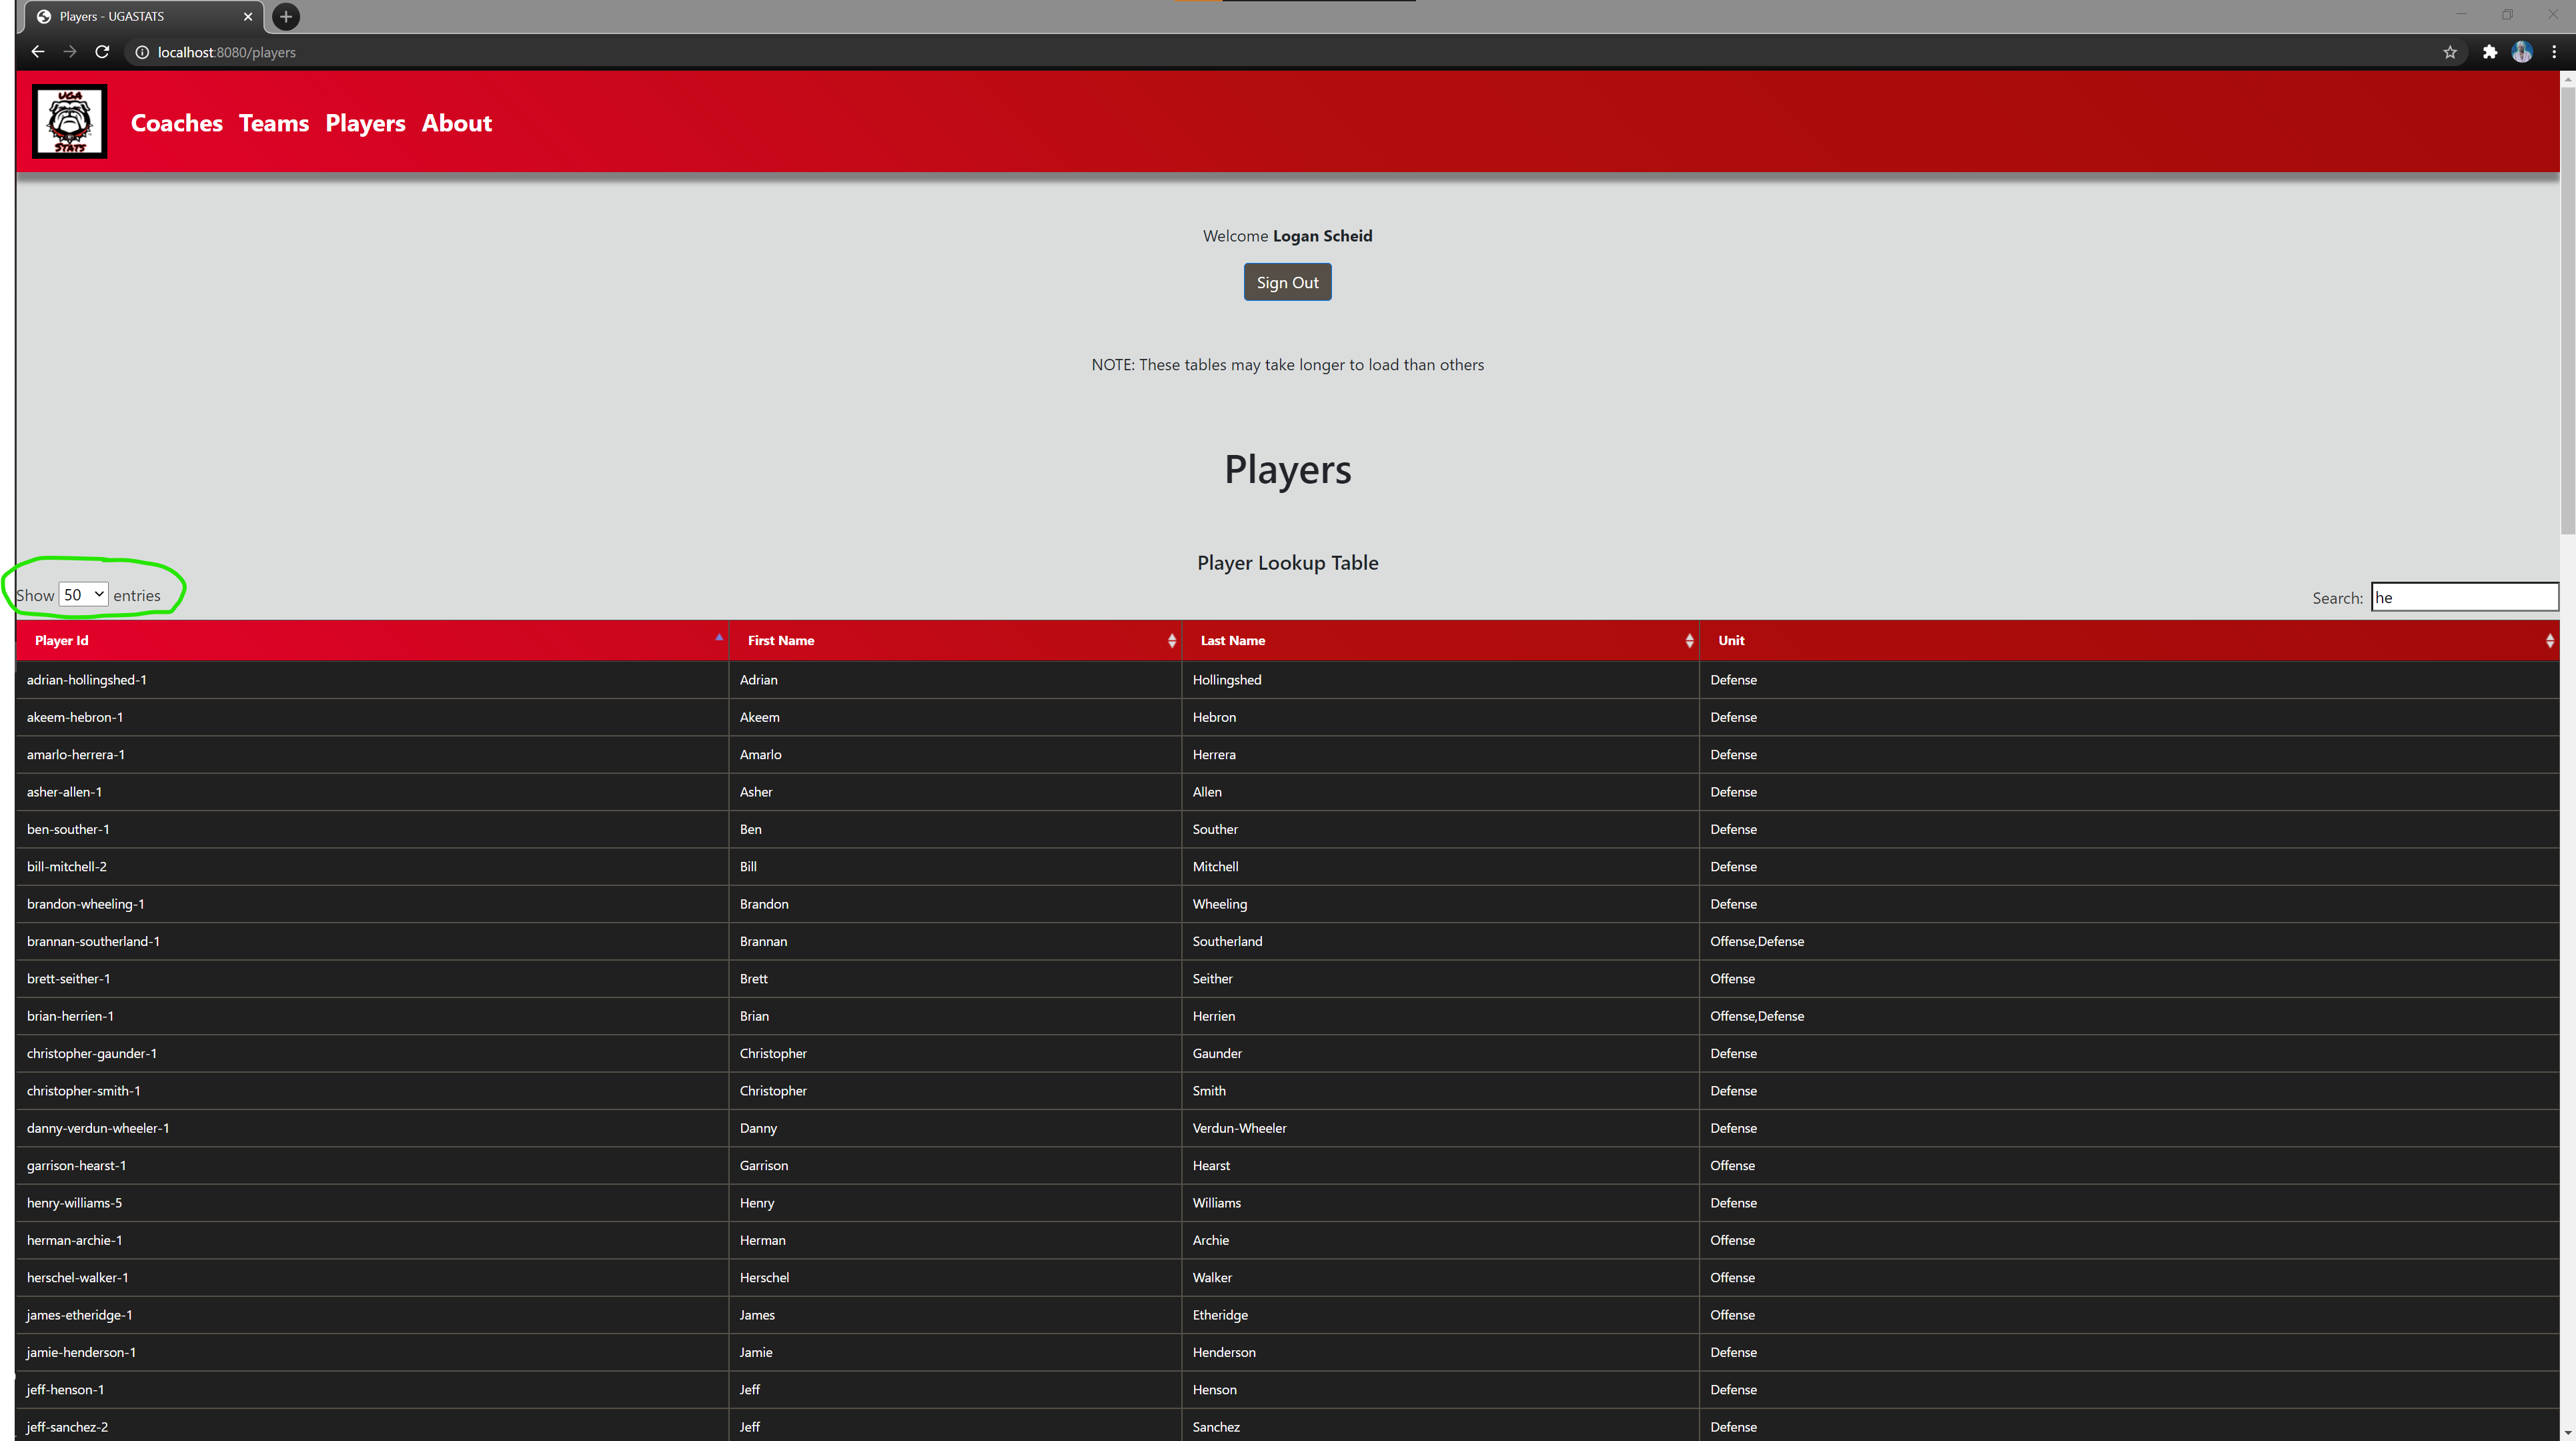 Players - UGASTATS
localhost:8080/players
UGA
STATS
Coaches Teams Players About
Welcome Logan Scheid
Sign Out
NOTE: These tables may take longer to load than others
Players
Player Lookup Table
Show 50 entries Search: he
Player Id First Name Last Name Unit
adrian-hollingshed-1 Adrian Hollingshed Defense
akeem-hebron-1 Akeem Hebron Defense
amarlo-herrera-1 Amarlo Herrera Defense
asher-allen-1 Asher Allen Defense
ben-souther-1 Ben Souther Defense
bill-mitchell-2 Bill Mitchell Defense
brandon-wheeling-1 Brandon Wheeling Defense
brannan-southerland-1 Brannan Southerland Offense,Defense
brett-seither-1 Brett Seither Offense
brian-herrien-1 Brian Herrien Offense,Defense
christopher-gaunder-1 Christopher Gaunder Defense
christopher-smith-1 Christopher Smith Defense
danny-verdun-wheeler-1 Danny Verdun-Wheeler Defense
garrison-hearst-1 Garrison Hearst Offense
henry-williams-5 Henry Williams Defense
herman-archie-1 Herman Archie Offense
herschel-walker-1 Herschel Walker Offense
james-etheridge-1 James Etheridge Offense
jamie-henderson-1 Jamie Henderson Defense
jeff-henson-1 Jeff Henson Defense
jeff-sanchez-2 Jeff Sanchez Defense